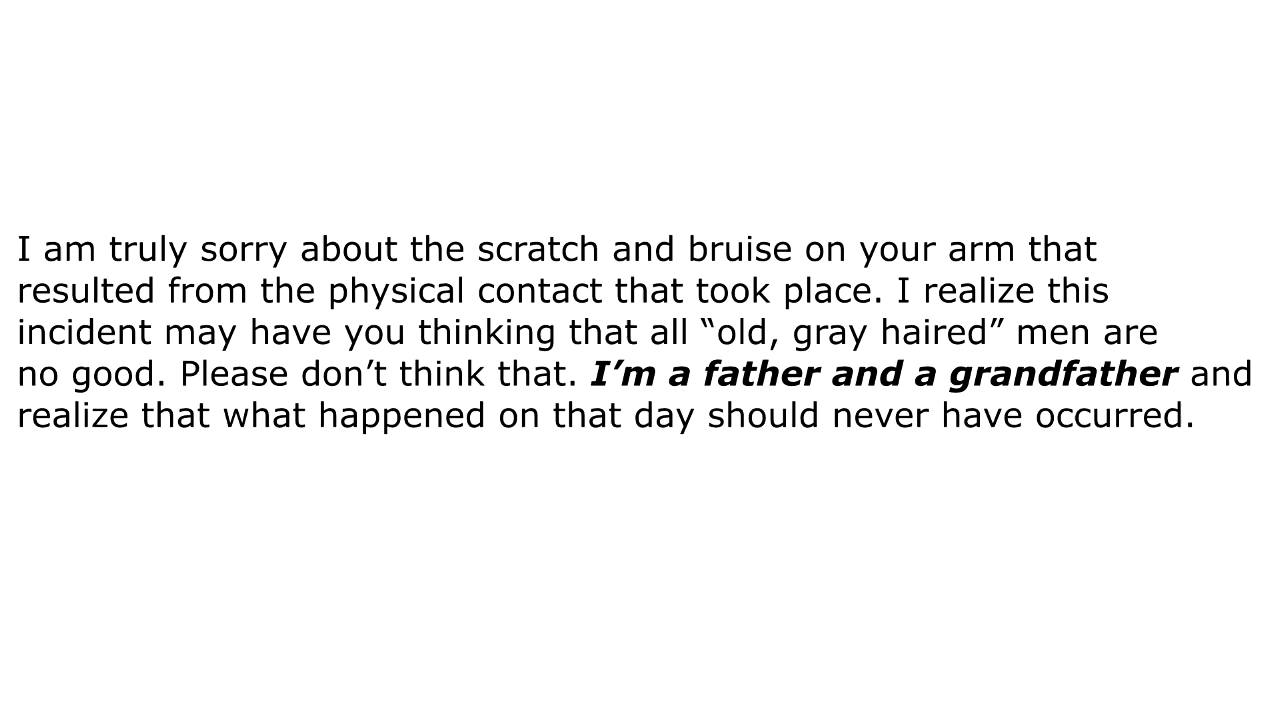 I am truly sorry about the scratch and bruise on your arm that
resulted from the physical contact that took place. I realize this
incident may have you thinking that all “old, gray haired” men are
no good. Please don’t think that. I’m a father and a grandfather and
realize that what happened on that day should never have occurred.